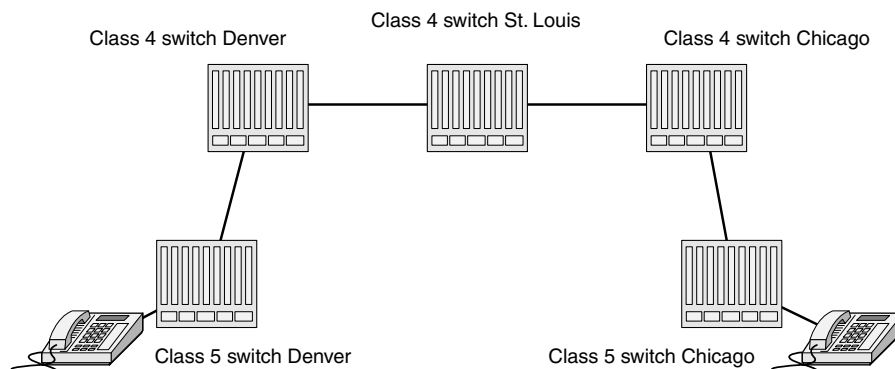 Class 4 switch St. Louis
Class 4 switch Denver
Class 4 switch Chicago
Class 5 switch Denver
Class 5 switch Chicago